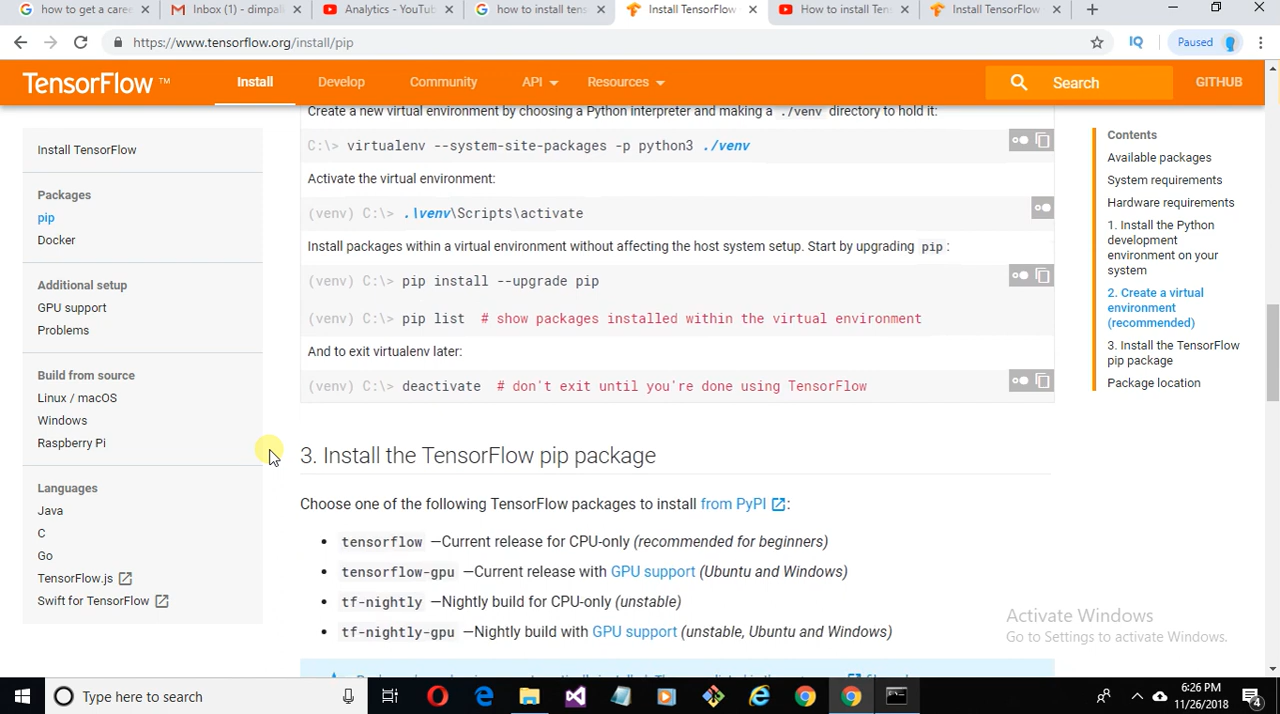 how to get a caree
Inbox (1) - dimpal
Analytics - YouTub
how to install tens
Install TensorFlow
How to install Ten
Install TensorFlow
https://www.tensorflow.org/install/pip
IQ
Paused
TensorFlow ™
Install
Develop
Community
API
Resources
Search
GITHUB
Install TensorFlow
Packages
pip
Docker
Additional setup
GPU support
Problems
Build from source
Linux / macOS
Windows
Raspberry Pi
Languages
Java
C
Go
TensorFlow.js
Swift for TensorFlow
Create a new virtual environment by choosing a Python interpreter and making a ./venv directory to hold it:
C:\> virtualenv --system-site-packages -p python3 ./venv
Activate the virtual environment:
(venv) C:\> .\venv\Scripts\activate
Install packages within a virtual environment without affecting the host system setup. Start by upgrading pip:
(venv) C:\> pip install --upgrade pip
(venv) C:\> pip list # show packages installed within the virtual environment
And to exit virtualenv later:
(venv) C:\> deactivate # don't exit until you're done using TensorFlow
3. Install the TensorFlow pip package
Choose one of the following TensorFlow packages to install from PyPI:
• tensorflow —Current release for CPU-only (recommended for beginners)
• tensorflow-gpu —Current release with GPU support (Ubuntu and Windows)
• tf-nightly —Nightly build for CPU-only (unstable)
• tf-nightly-gpu —Nightly build with GPU support (unstable, Ubuntu and Windows)
Contents
Available packages
System requirements
Hardware requirements
1. Install the Python
development
environment on your
system
2. Create a virtual
environment
(recommended)
3. Install the TensorFlow
pip package
Package location
Activate Windows
Go to Settings to activate Windows.
Type here to search
6:26 PM
11/26/2018
4